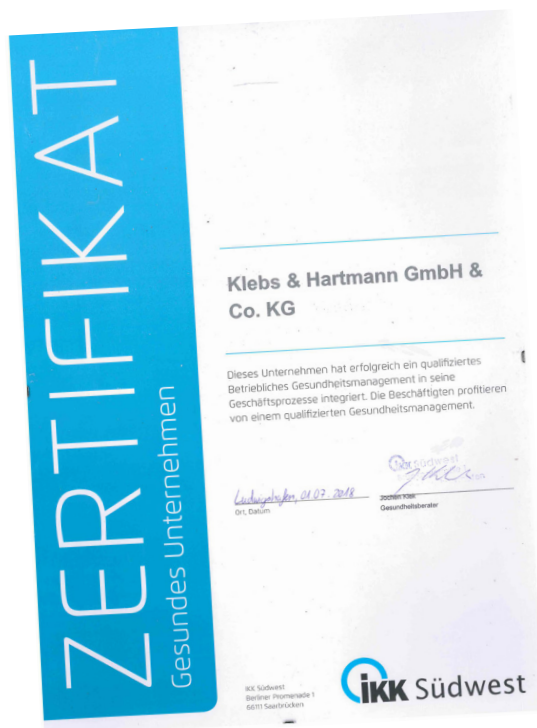 ZERTIFIKAT
Gesundes Unternehmen
Klebs & Hartmann GmbH &
Co. KG
Dieses Unternehmen hat erfolgreich ein qualifiziertes
Betriebliches Gesundheitsmanagement in seine
Geschäftsprozesse integriert. Die Beschäftigten profitieren
von einem qualifizierten Gesundheitsmanagement.
Südwest
Ludwigshafen, 01.07.2018
Ort, Datum
Jochen
Gesundheitsberater
IKK Südwest
Berliner Promenade 1
66111 Saarbrücken
iKK Südwest